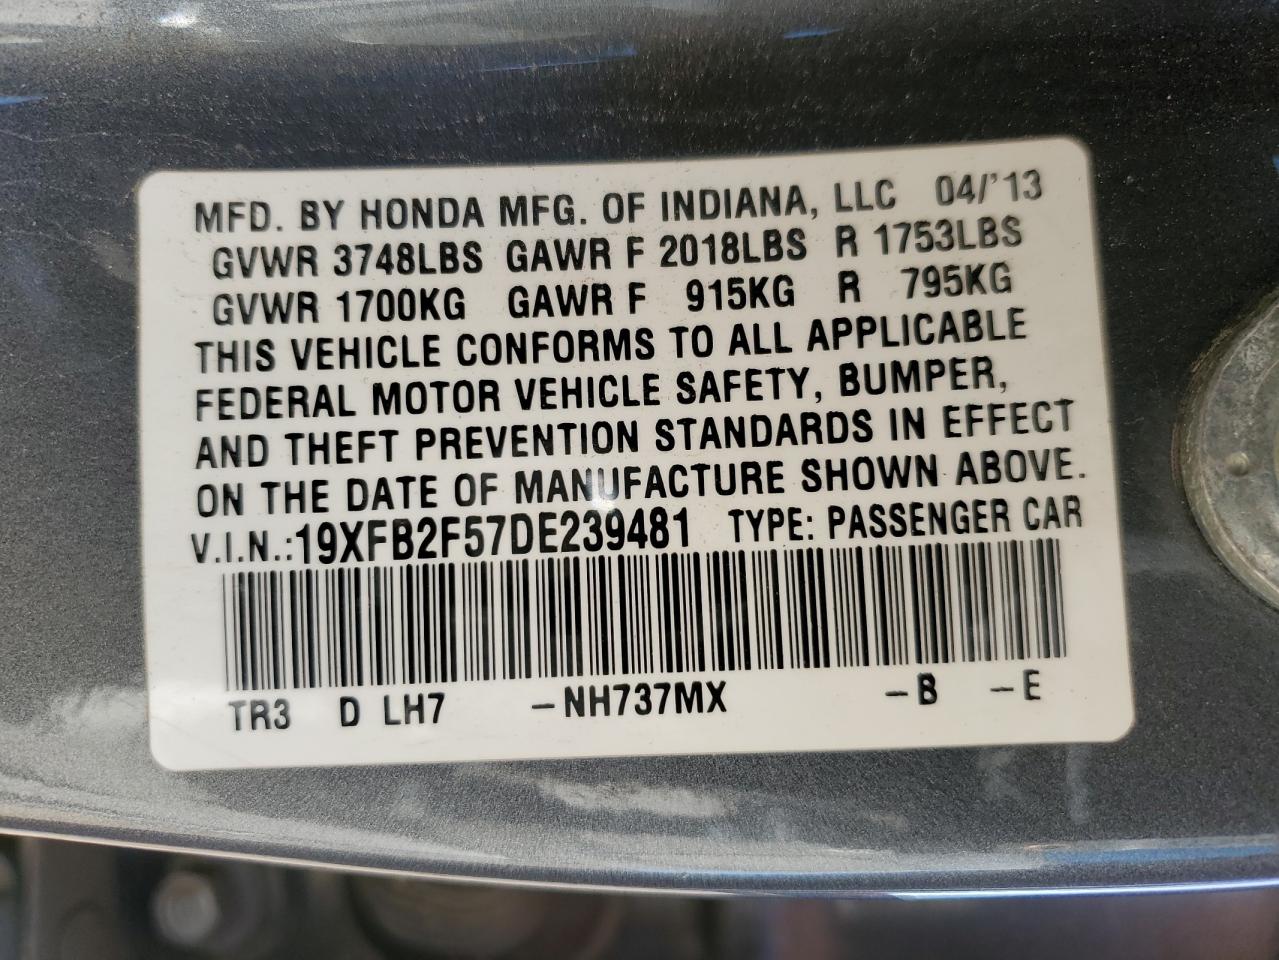 MFD. BY HONDA MFG. OF INDIANA, LLC 04/'13
GVWR 3748LBS GAWR F 2018LBS R 1753LBS
GVWR 1700KG GAWR F 915KG R 795KG
THIS VEHICLE CONFORMS TO ALL APPLICABLE
FEDERAL MOTOR VEHICLE SAFETY, BUMPER,
AND THEFT PREVENTION STANDARDS IN EFFECT
ON THE DATE OF MANUFACTURE SHOWN ABOVE.
V.I.N.:19XFB2F57DE239481 TYPE: PASSENGER CAR
TR3 D LH7 -NH737MX -B -E